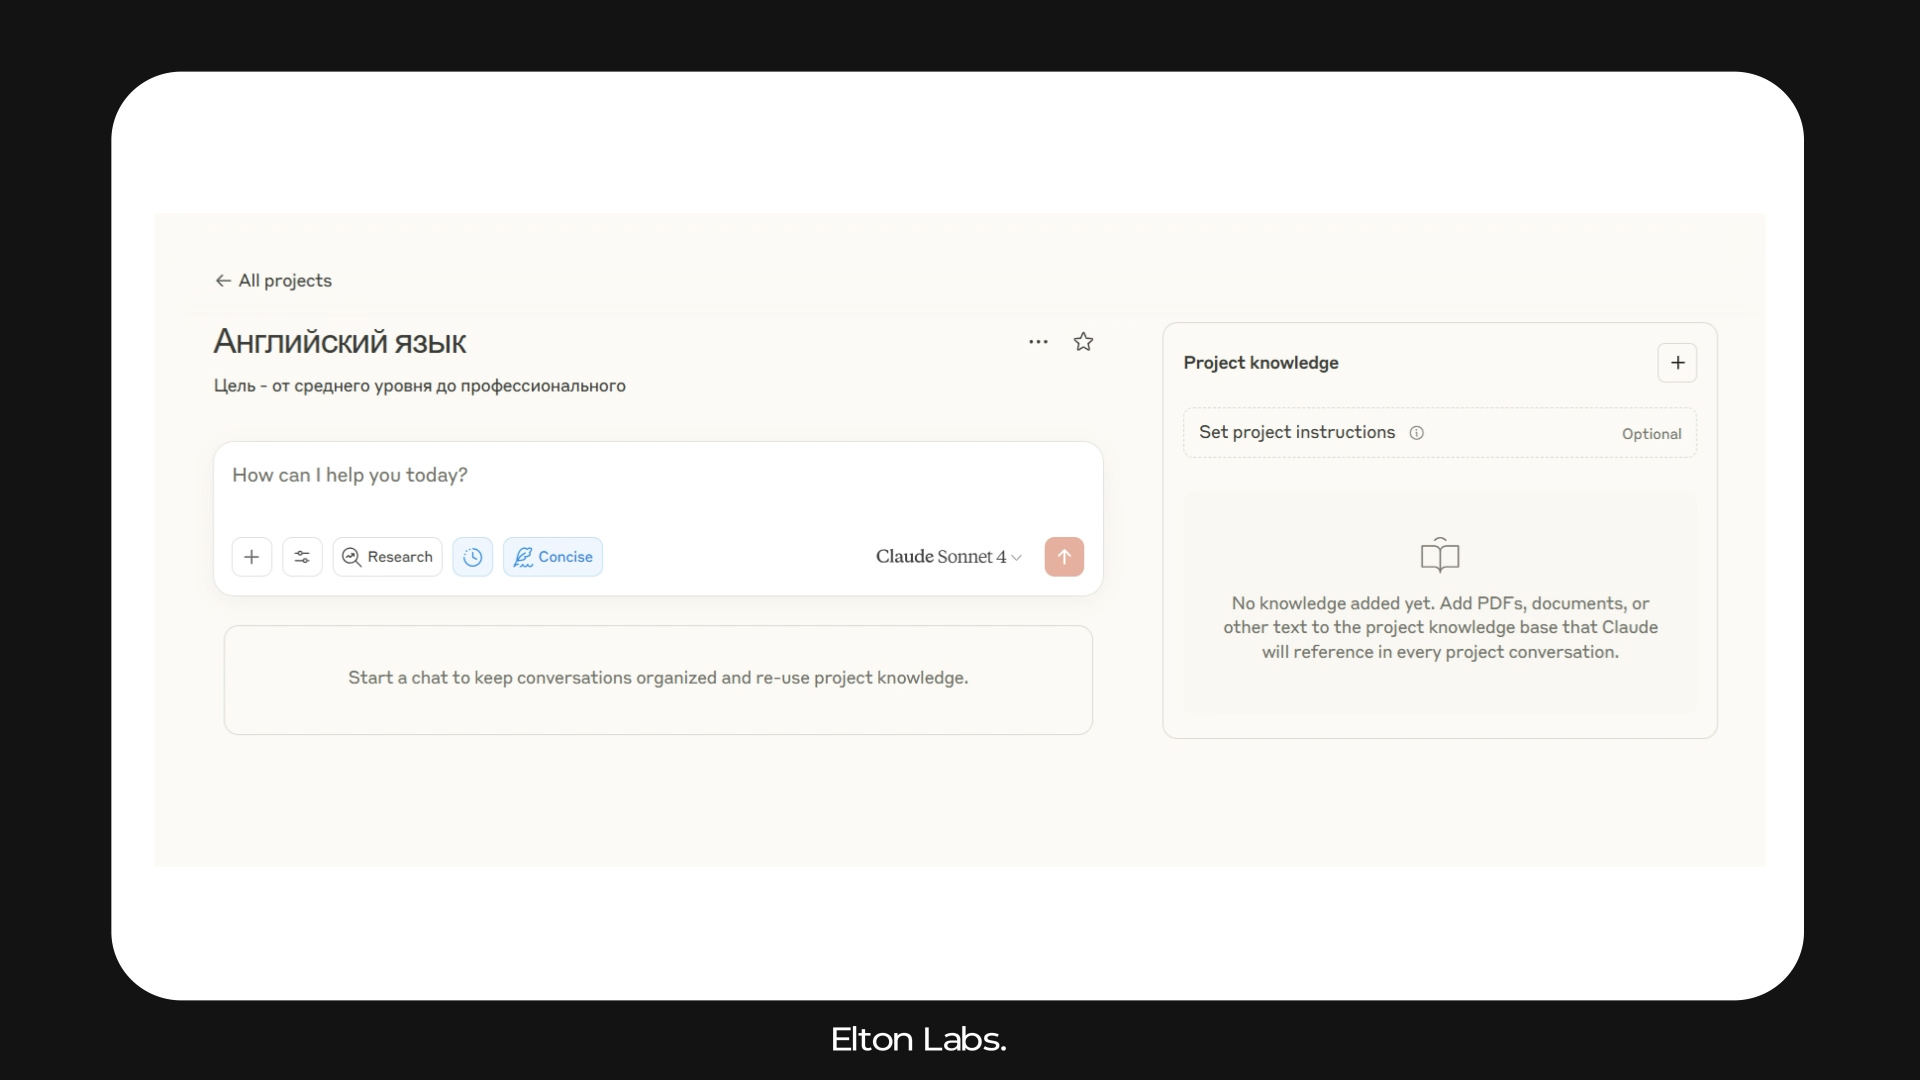 All projects
Английский язык
Цель - от среднего уровня до профессионального
How can I help you today?
Research
Concise
Claude Sonnet 4
Start a chat to keep conversations organized and re-use project knowledge.
Project knowledge
Set project instructions
Optional
No knowledge added yet. Add PDFs, documents, or
other text to the project knowledge base that Claude
will reference in every project conversation.
Elton Labs.